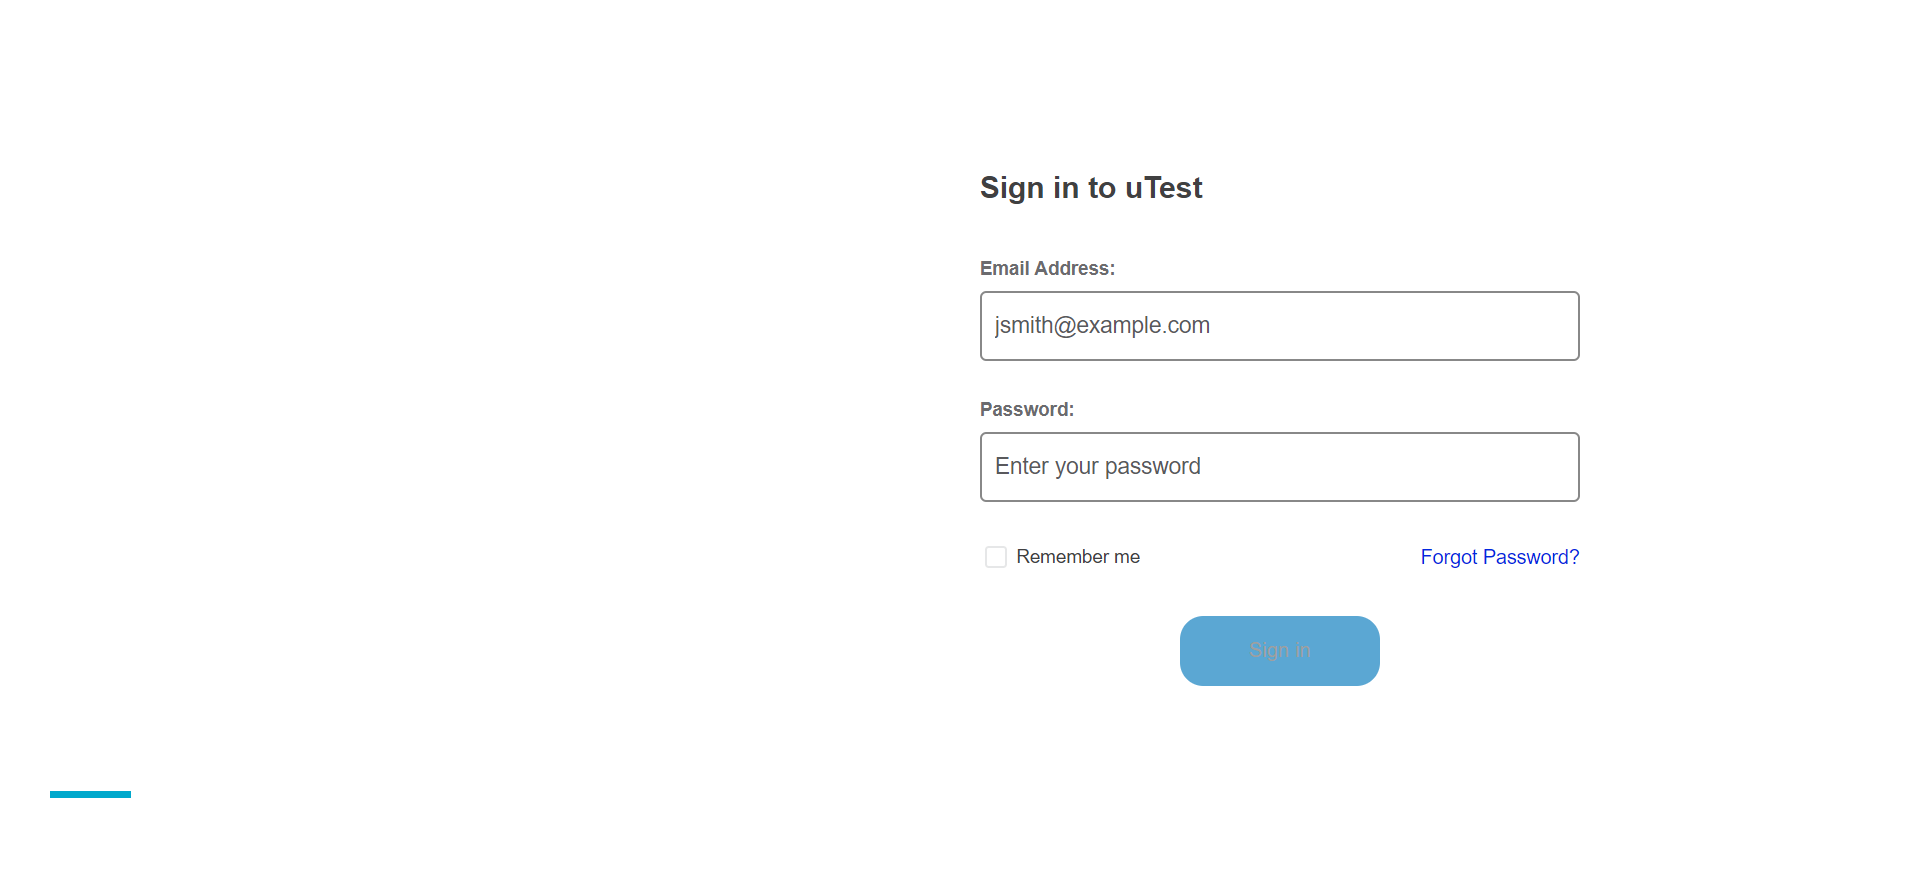 Sign in to uTest
Email Address:
jsmith@example.com
Password:
Enter your password
Remember me
Forgot Password?
Sign in